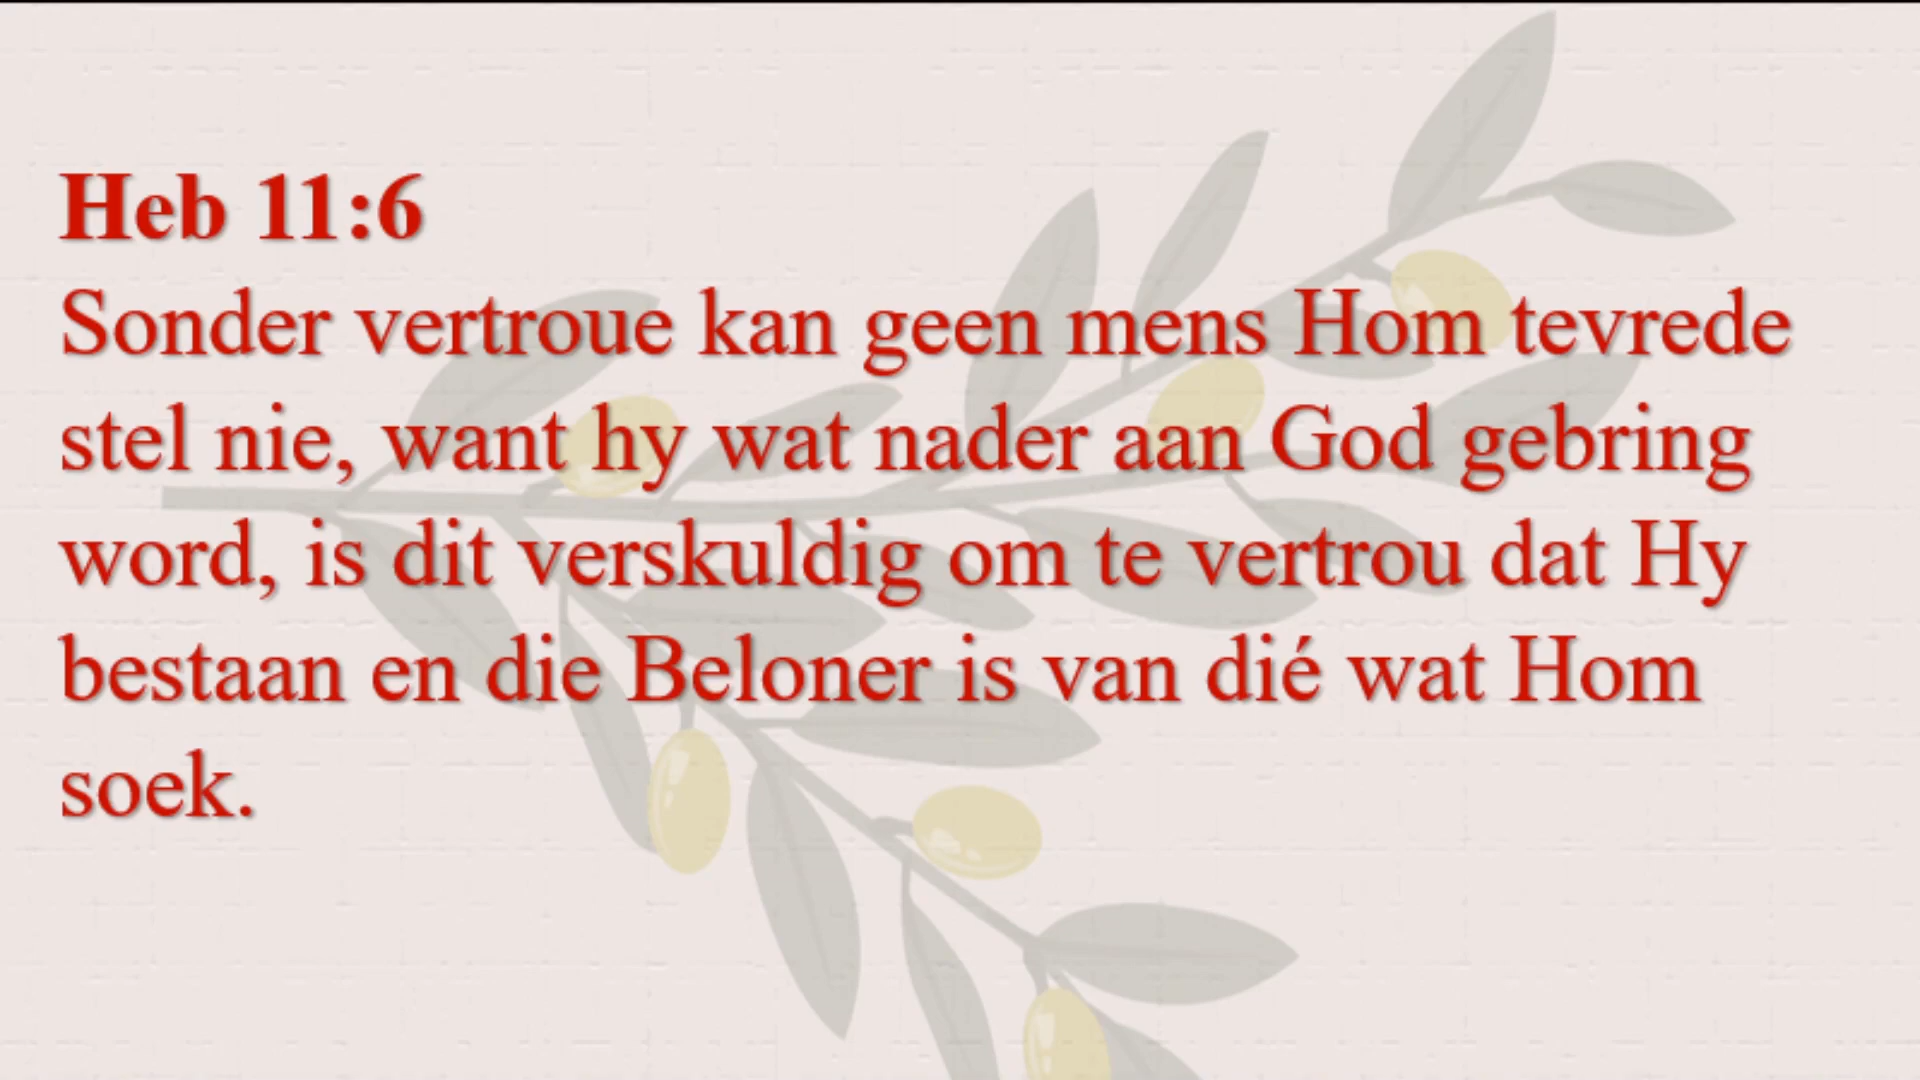 Heb 11:6
Sonder vertroue kan geen mens Hom tevrede
stel nie, want hy wat nader aan God gebring
word, is dit verskuldig om te vertrou dat Hy
bestaan en die Beloner is van dié wat Hom
soek.